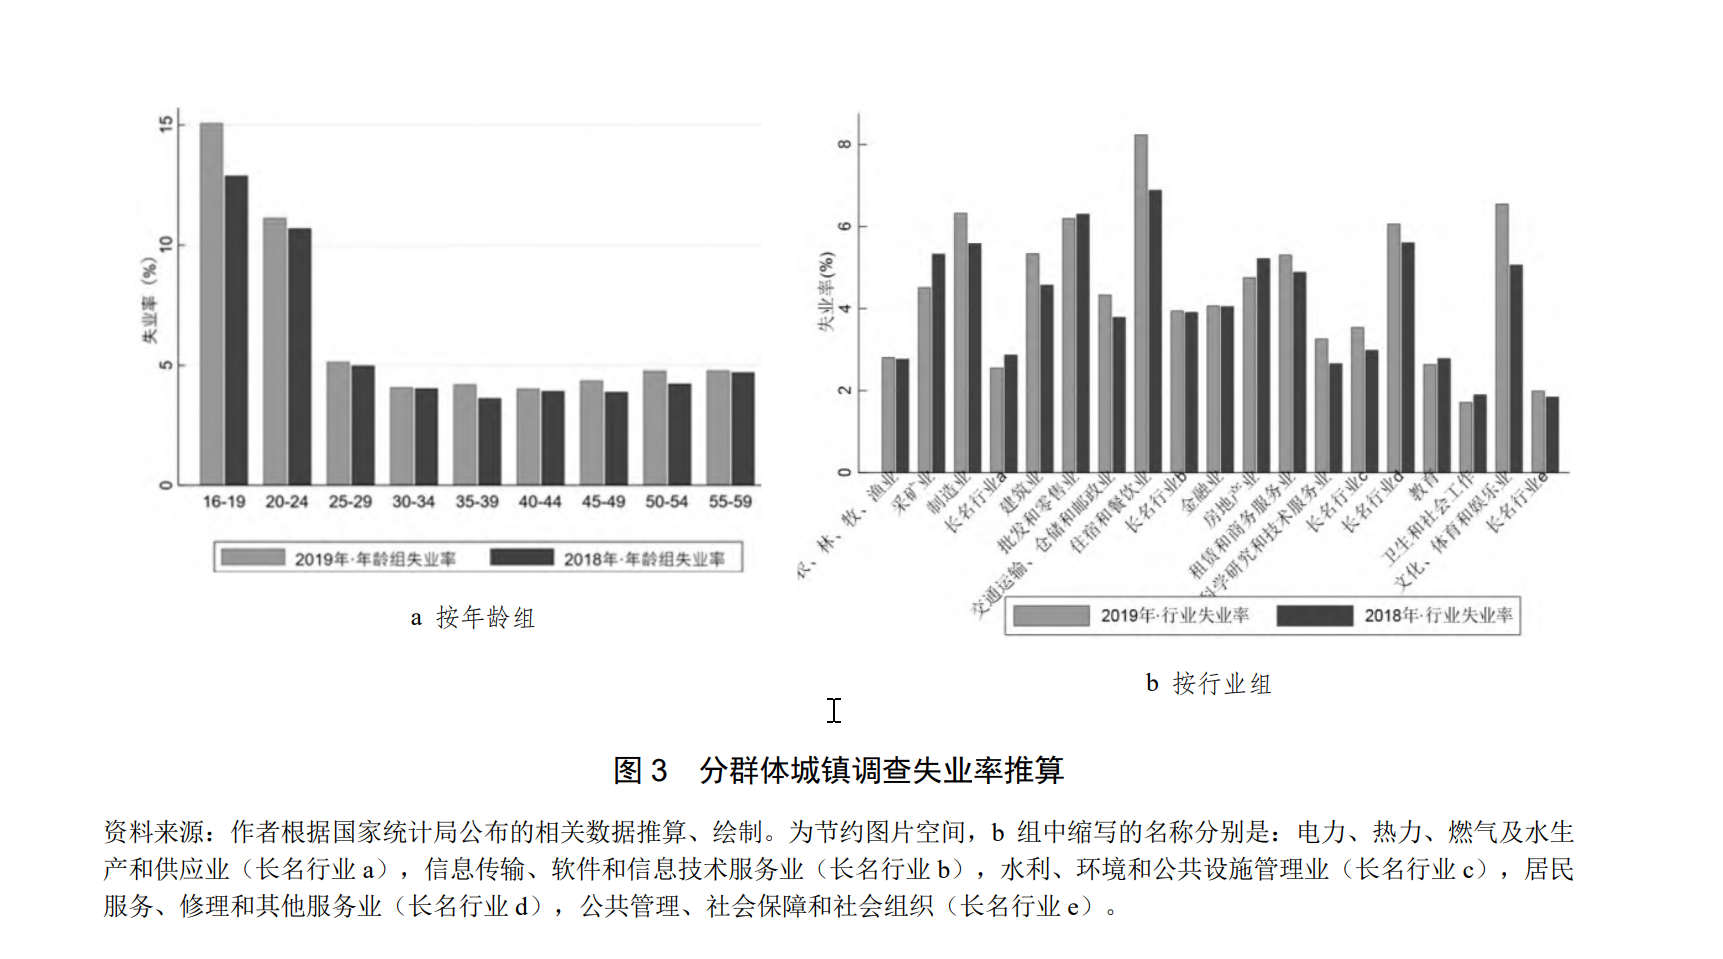 失业率（%）
15
10
5
0
16-19 20-24 25-29 30-34 35-39 40-44 45-49 50-54 55-59
2019年·年龄组失业率 2018年·年龄组失业率
a 按年龄组
失业率(%)
8
6
4
2
0
农、林、牧、渔业
采矿业
制造业
长名行业a
建筑业
批发和零售业
交通运输、仓储和邮政业
住宿和餐饮业
长名行业b
金融业
房地产业
租赁和商务服务业
科学研究和技术服务业
长名行业c
长名行业d
教育
卫生和社会工作
文化、体育和娱乐业
长名行业e
2019年·行业失业率 2018年·行业失业率
b 按行业组
图 3 分群体城镇调查失业率推算
资料来源：作者根据国家统计局公布的相关数据推算、绘制。为节约图片空间，b 组中缩写的名称分别是：电力、热力、燃气及水生
产和供应业（长名行业 a），信息传输、软件和信息技术服务业（长名行业 b），水利、环境和公共设施管理业（长名行业 c），居民
服务、修理和其他服务业（长名行业 d），公共管理、社会保障和社会组织（长名行业 e）。